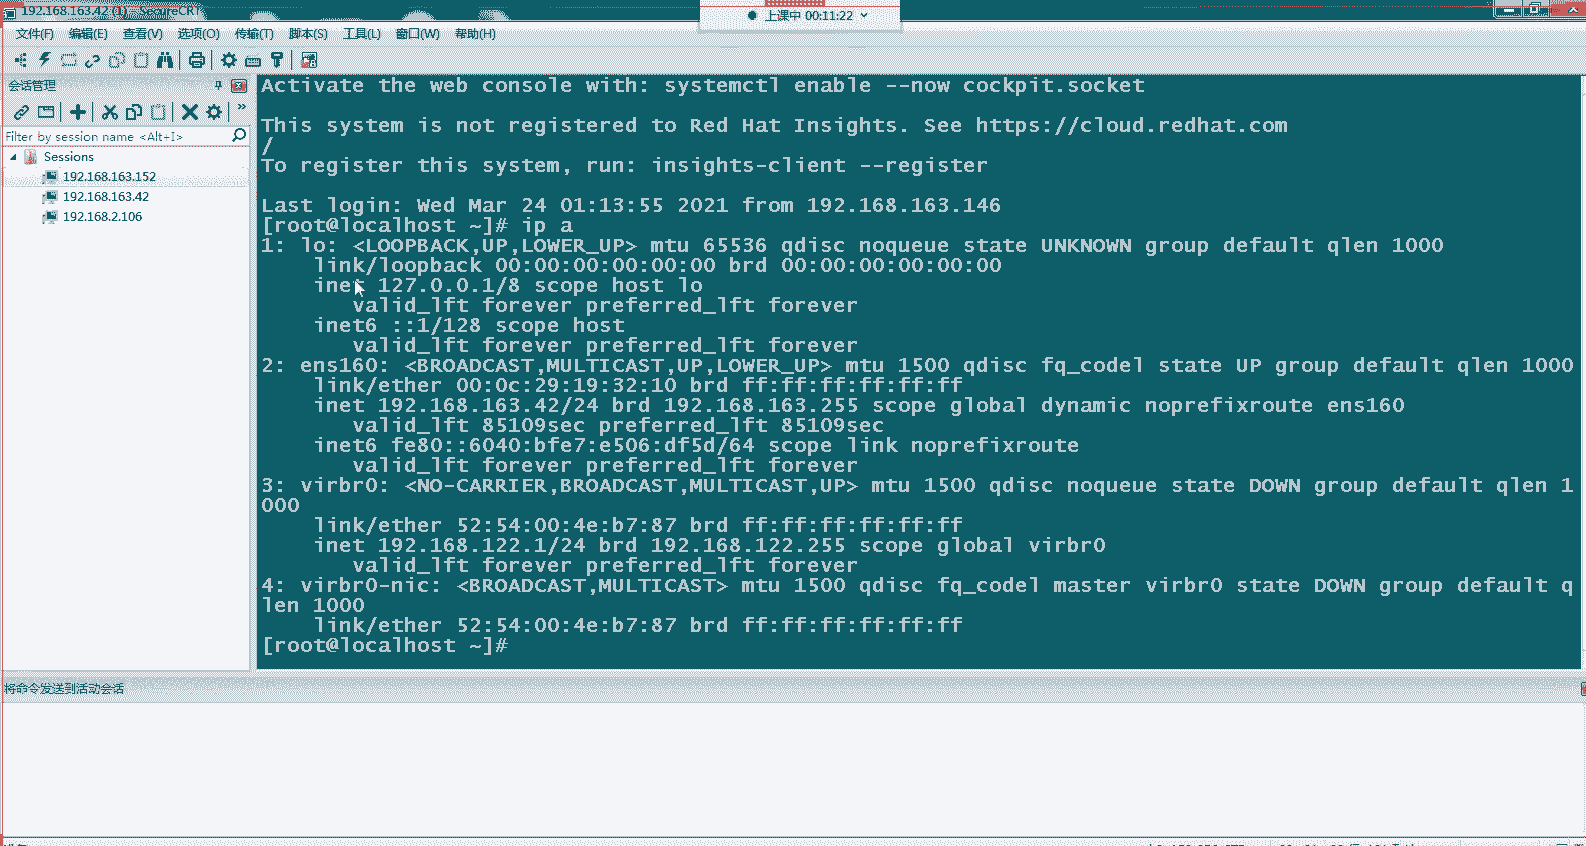 192.168.163.42 (1) - SecureCRT
上课中 00:11:22
文件(F) 编辑(E) 查看(V) 选项(O) 传输(T) 脚本(S) 工具(L) 窗口(W) 帮助(H)
会话管理
Filter by session name <Alt+I>
Sessions
192.168.163.152
192.168.163.42
192.168.2.106
Activate the web console with: systemctl enable --now cockpit.socket
This system is not registered to Red Hat Insights. See https://cloud.redhat.com
/
To register this system, run: insights-client --register
Last login: Wed Mar 24 01:13:55 2021 from 192.168.163.146
[root@localhost ~]# ip a
1: lo: <LOOPBACK,UP,LOWER_UP> mtu 65536 qdisc noqueue state UNKNOWN group default qlen 1000
link/loopback 00:00:00:00:00:00 brd 00:00:00:00:00:00
inet 127.0.0.1/8 scope host lo
valid_lft forever preferred_lft forever
inet6 ::1/128 scope host
valid_lft forever preferred_lft forever
2: ens160: <BROADCAST,MULTICAST,UP,LOWER_UP> mtu 1500 qdisc fq_codel state UP group default qlen 1000
link/ether 00:0c:29:19:32:10 brd ff:ff:ff:ff:ff:ff
inet 192.168.163.42/24 brd 192.168.163.255 scope global dynamic noprefixroute ens160
valid_lft 85109sec preferred_lft 85109sec
inet6 fe80::6040:bfe7:e506:df5d/64 scope link noprefixroute
valid_lft forever preferred_lft forever
3: virbr0: <NO-CARRIER,BROADCAST,MULTICAST,UP> mtu 1500 qdisc noqueue state DOWN group default qlen 1
000
link/ether 52:54:00:4e:b7:87 brd ff:ff:ff:ff:ff:ff
inet 192.168.122.1/24 brd 192.168.122.255 scope global virbr0
valid_lft forever preferred_lft forever
4: virbr0-nic: <BROADCAST,MULTICAST> mtu 1500 qdisc fq_codel master virbr0 state DOWN group default q
len 1000
link/ether 52:54:00:4e:b7:87 brd ff:ff:ff:ff:ff:ff
[root@localhost ~]#
将命令发送到活动会话